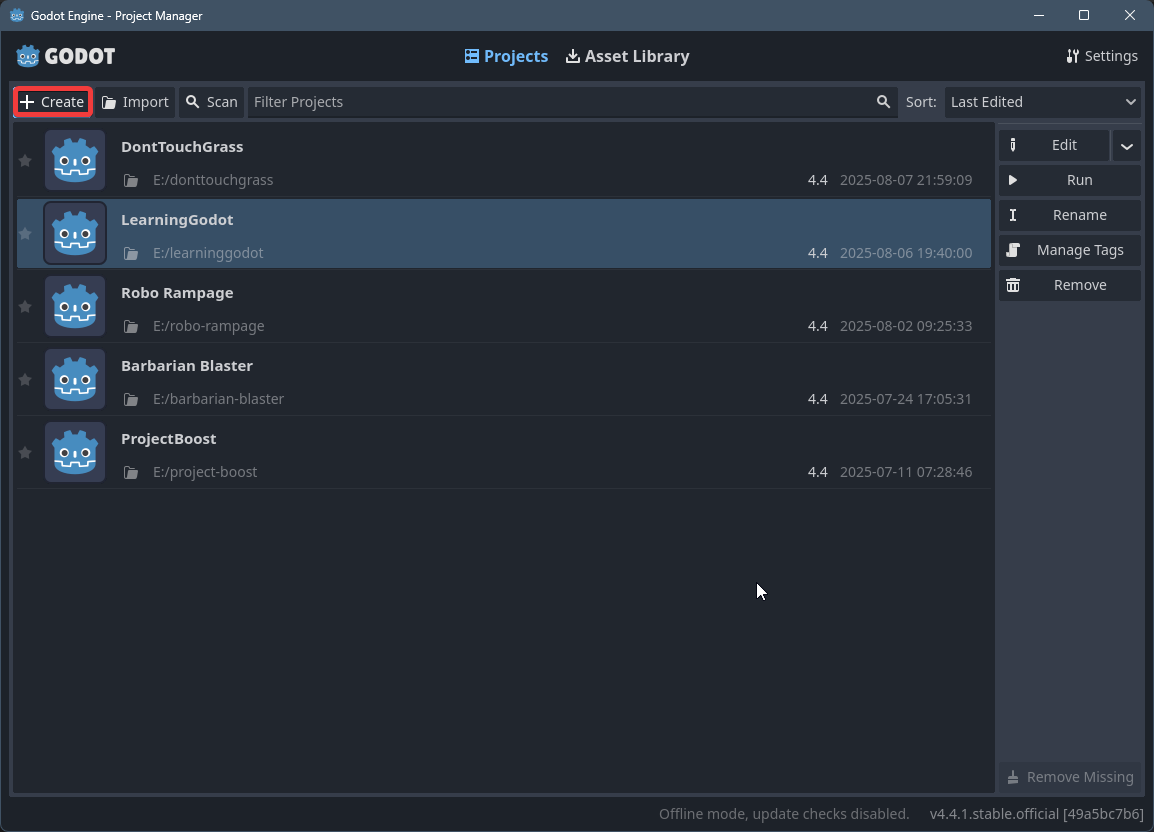 Godot Engine - Project Manager
GODOT
Projects
Asset Library
Settings
Create
Import
Scan
Filter Projects
Sort:
Last Edited
DontTouchGrass
E:/donttouchgrass
4.4 2025-08-07 21:59:09
LearningGodot
E:/learninggodot
4.4 2025-08-06 19:40:00
Robo Rampage
E:/robo-rampage
4.4 2025-08-02 09:25:33
Barbarian Blaster
E:/barbarian-blaster
4.4 2025-07-24 17:05:31
ProjectBoost
E:/project-boost
4.4 2025-07-11 07:28:46
Edit
Run
Rename
Manage Tags
Remove
Remove Missing
Offline mode, update checks disabled.
v4.4.1.stable.official [49a5bc7b6]